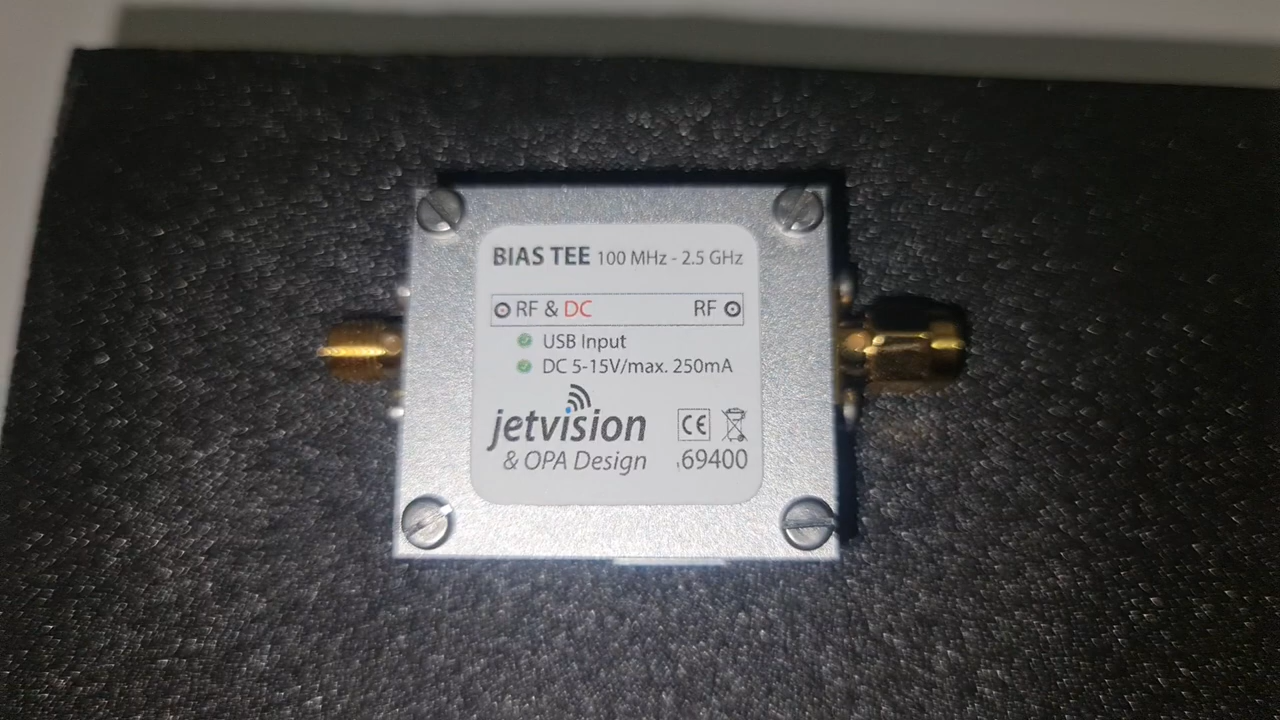 BIAS TEE 100 MHz - 2.5 GHz
RF & DC RF
USB Input
DC 5-15V/max. 250mA
jetvision
& OPA Design
CE
69400